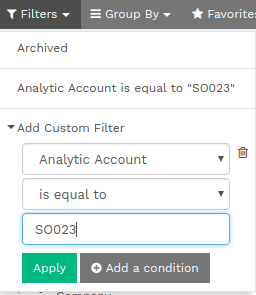 Filters Group By Favorites
Archived
Analytic Account is equal to "SO023"
Add Custom Filter
Analytic Account
is equal to
SO023
Apply Add a condition